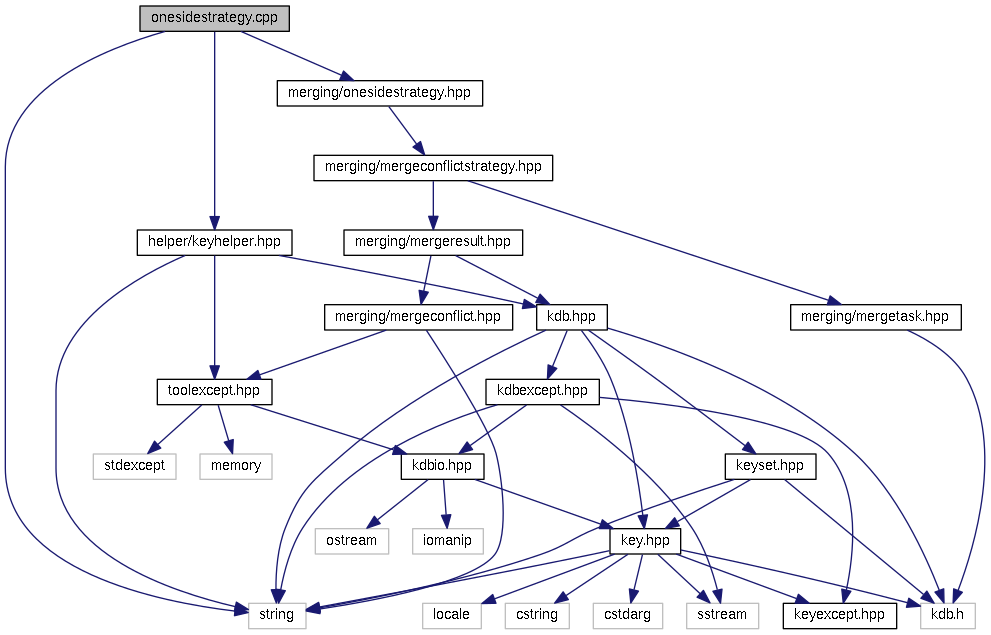 onesidestrategy.cpp
merging/onesidestrategy.hpp
merging/mergeconflictstrategy.hpp
helper/keyhelper.hpp
merging/mergeresult.hpp
merging/mergeconflict.hpp
kdb.hpp
merging/mergetask.hpp
toolexcept.hpp
kdbexcept.hpp
stdexcept
memory
kdbio.hpp
keyset.hpp
ostream
iomanip
key.hpp
string
locale
cstring
cstdarg
sstream
keyexcept.hpp
kdb.h